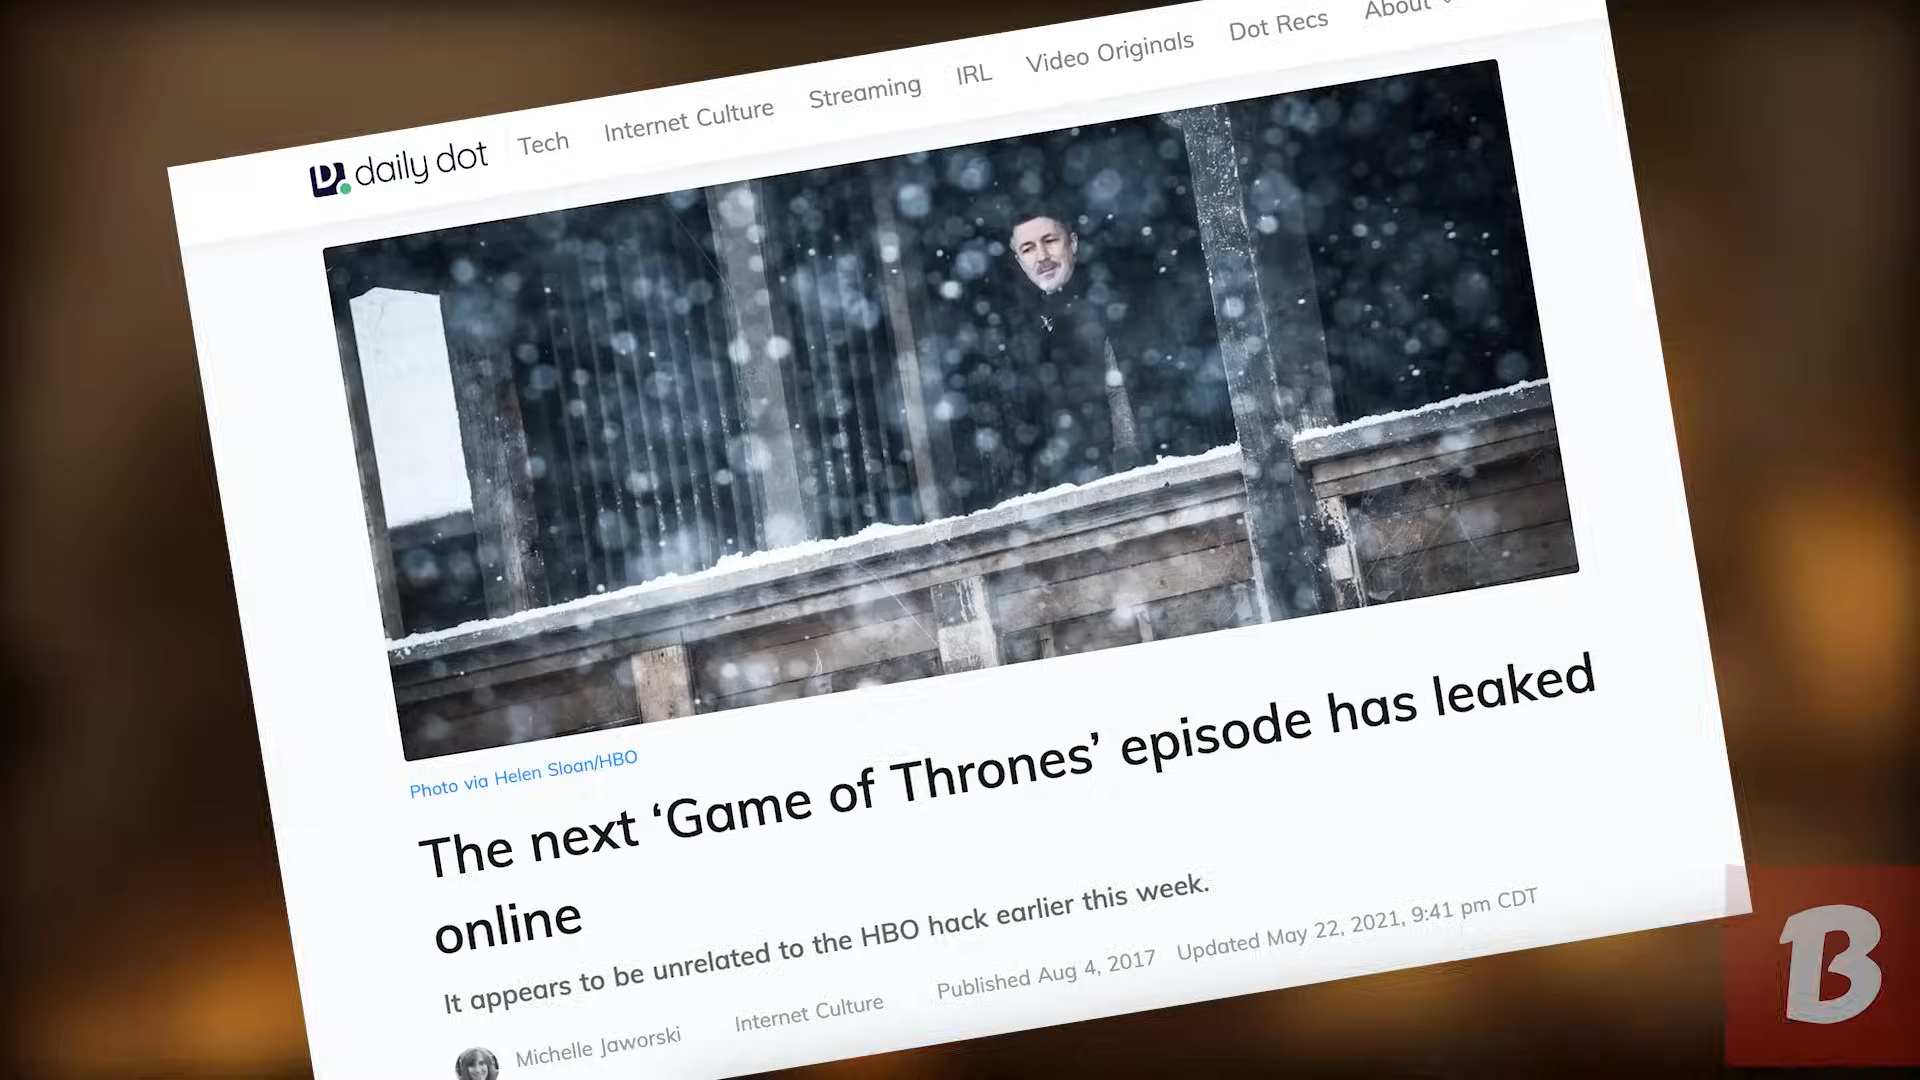 daily dot Tech Internet Culture Streaming IRL Video Originals Dot Recs About
Photo via Helen Sloan/HBO
The next ‘Game of Thrones’ episode has leaked
online
It appears to be unrelated to the HBO hack earlier this week.
Michelle Jaworski Internet Culture Published Aug 4, 2017 Updated May 22, 2021, 9:41 pm CDT
B